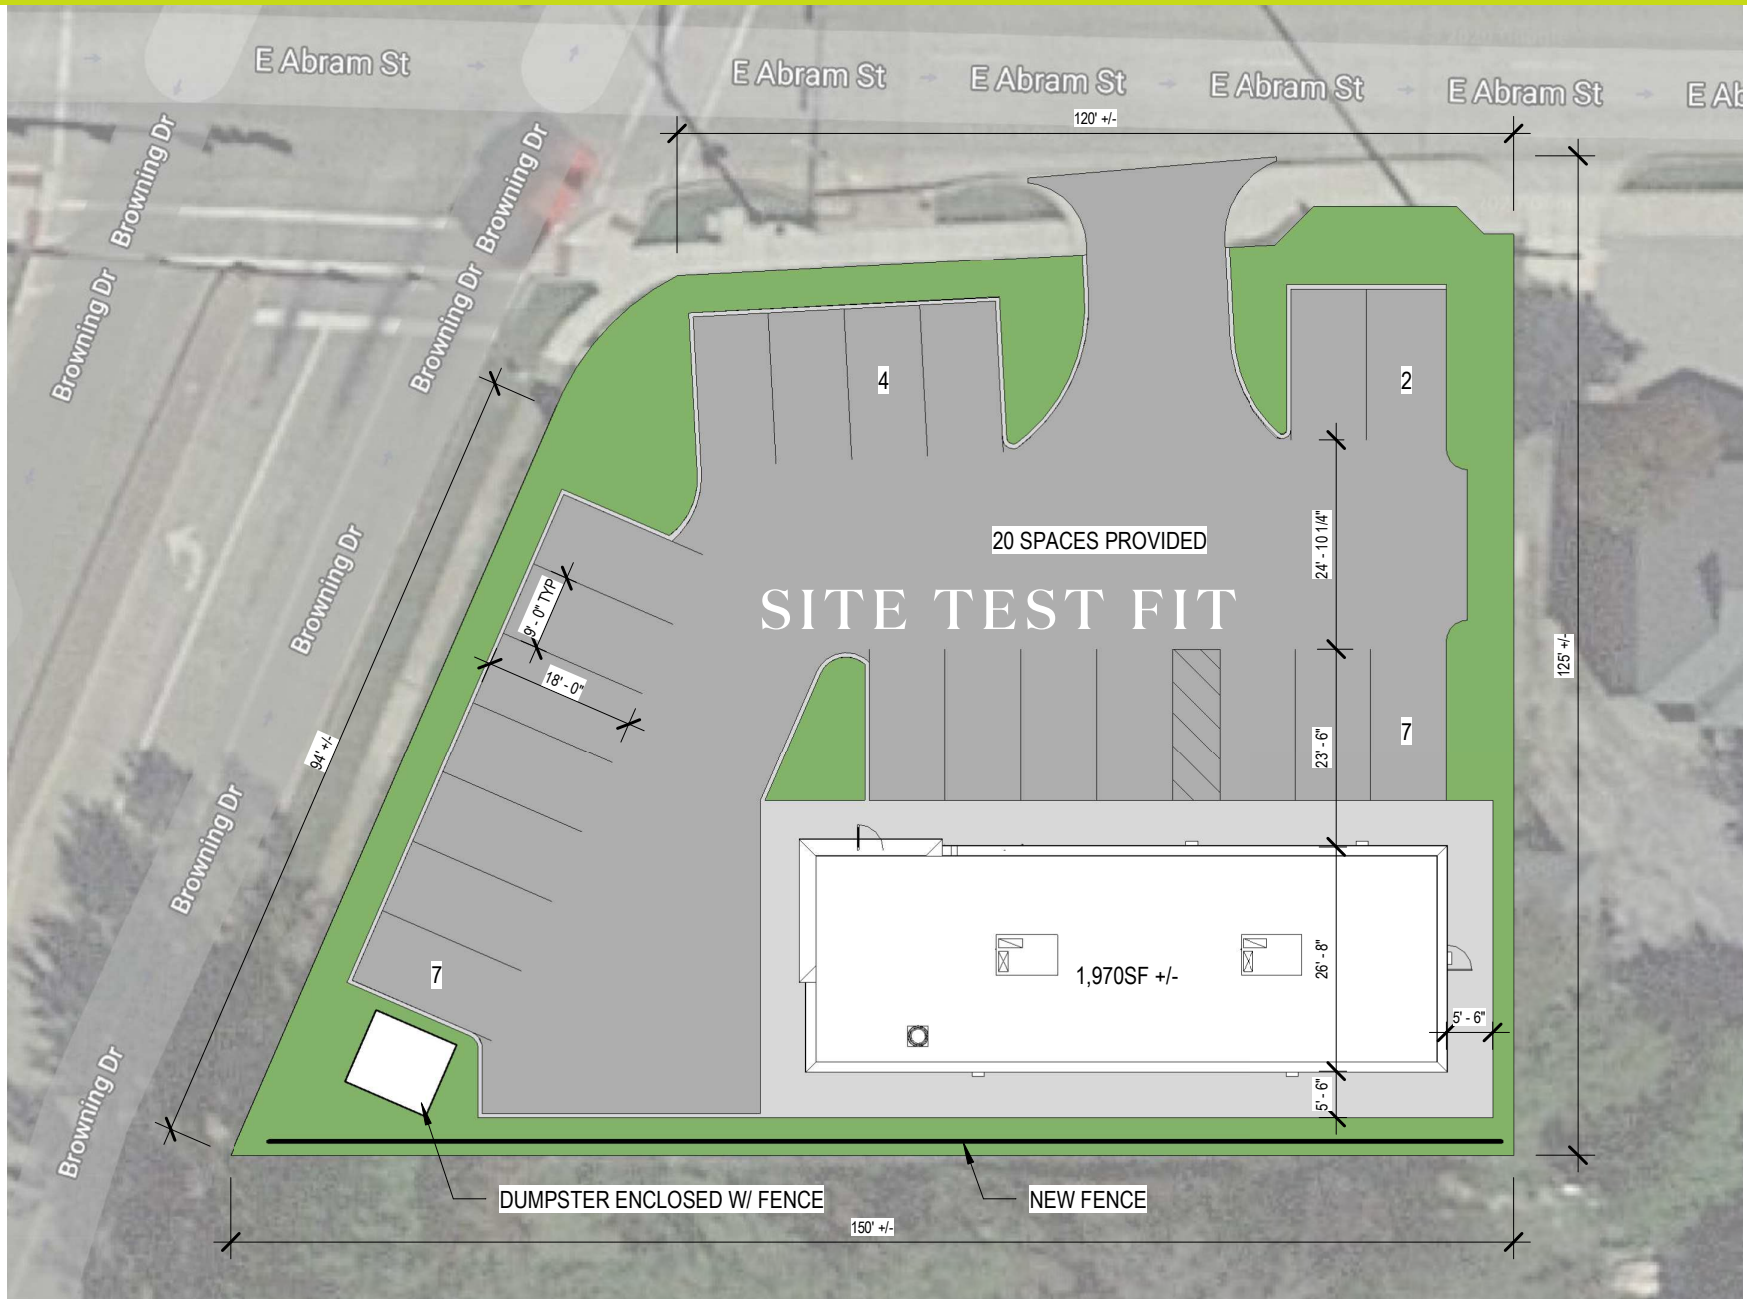 E Abram St
E Abram St
E Abram St
E Abram St
E Abram St
E Ab
120' +/-
Browning Dr
Browning Dr
Browning Dr
Browning Dr
4
2
20 SPACES PROVIDED
24' - 10 1/4"
SITE TEST FIT
9' - 0" TYP
Browning Dr
18' - 0"
125' +/-
94' +/-
23' - 6"
7
Browning Dr
7
1,970SF +/-
26' - 8"
5' - 6"
5' - 6"
Browning Dr
DUMPSTER ENCLOSED W/ FENCE
NEW FENCE
150' +/-